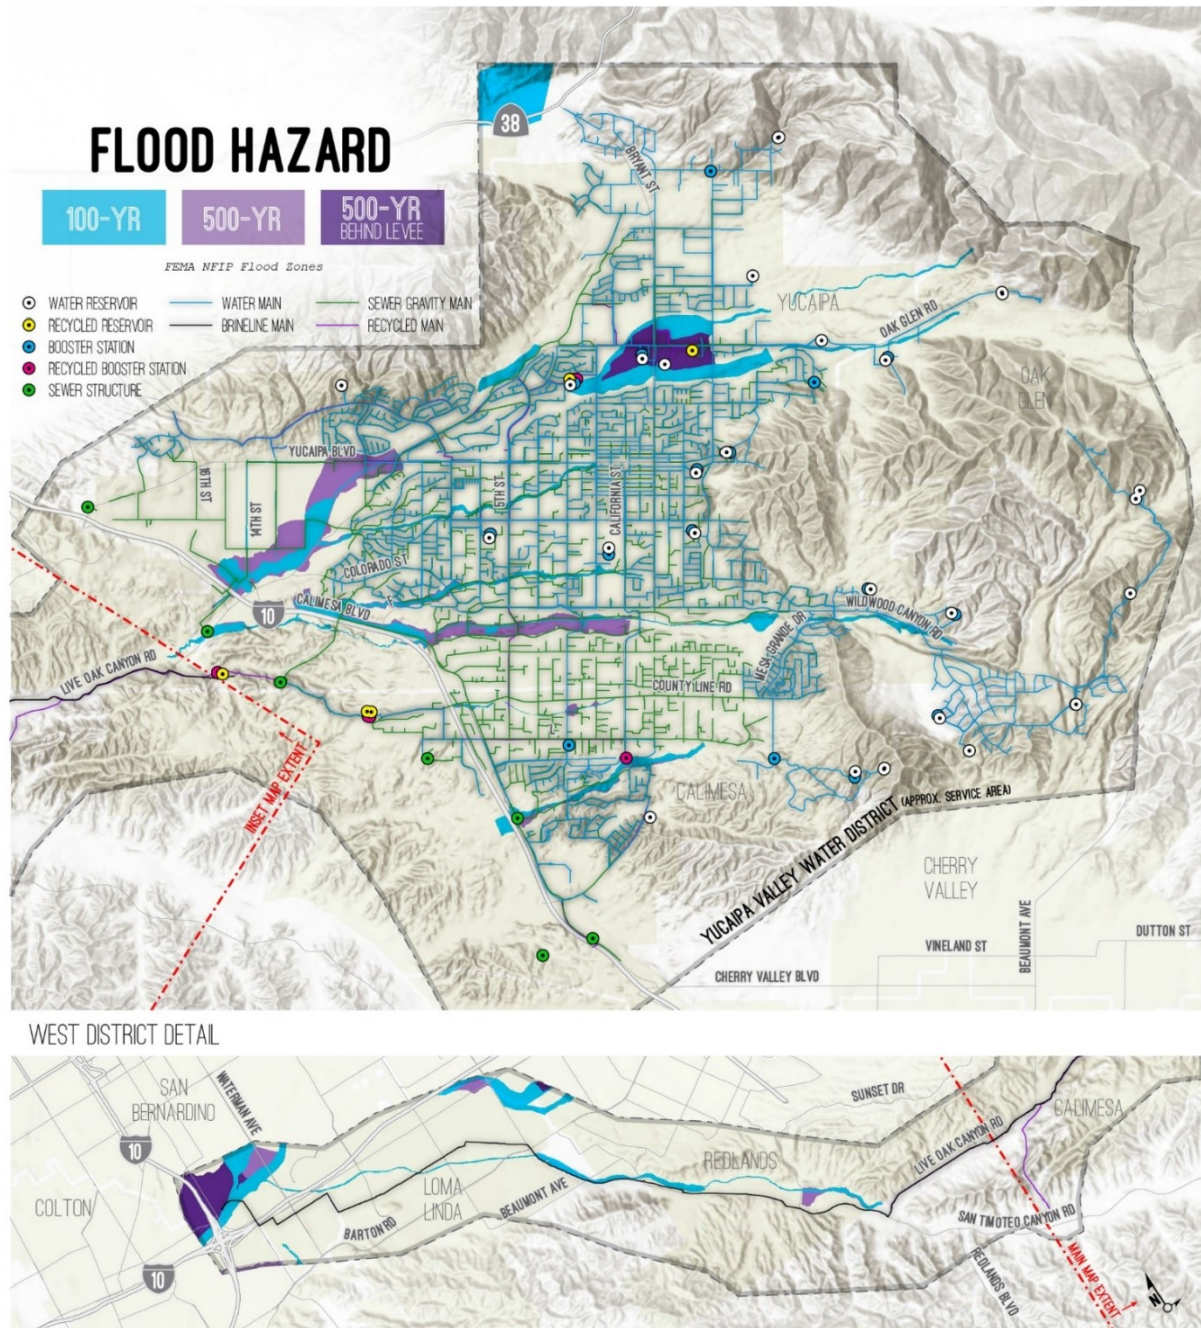 FLOOD HAZARD
100-YR
500-YR
500-YR
BEHIND LEVEE
FEMA NFIP Flood Zones
WATER RESERVOIR
WATER MAIN
SEWER GRAVITY MAIN
RECYCLED RESERVOIR
BRINELINE MAIN
RECYCLED MAIN
BOOSTER STATION
RECYCLED BOOSTER STATION
SEWER STRUCTURE
38
BRYANT ST
YUCAIPA
OAK GLEN RD
OAK
GLEN
YUCAIPA BLVD
16TH ST
14TH ST
5TH ST
CALIFORNIA ST
COLORADO ST
CALIMESA BLVD
10
WILDWOOD CANYON RD
MESA GRANDE DR
LIVE OAK CANYON RD
COUNTY LINE RD
INSET MAP EXTENT
CALIMESA
YUCAIPA VALLEY WATER DISTRICT (APPROX. SERVICE AREA)
CHERRY
VALLEY
BEAUMONT AVE
DUTTON ST
VINELAND ST
CHERRY VALLEY BLVD
WEST DISTRICT DETAIL
SAN
BERNARDINO
WATERMAN AVE
SUNSET DR
CALIMESA
10
LIVE OAK CANYON RD
REDLANDS
LOMA
LINDA
COLTON
BEAUMONT AVE
BARTON RD
SAN TIMOTEO CANYON RD
10
REDLANDS BLVD
MAIN MAP EXTENT
N